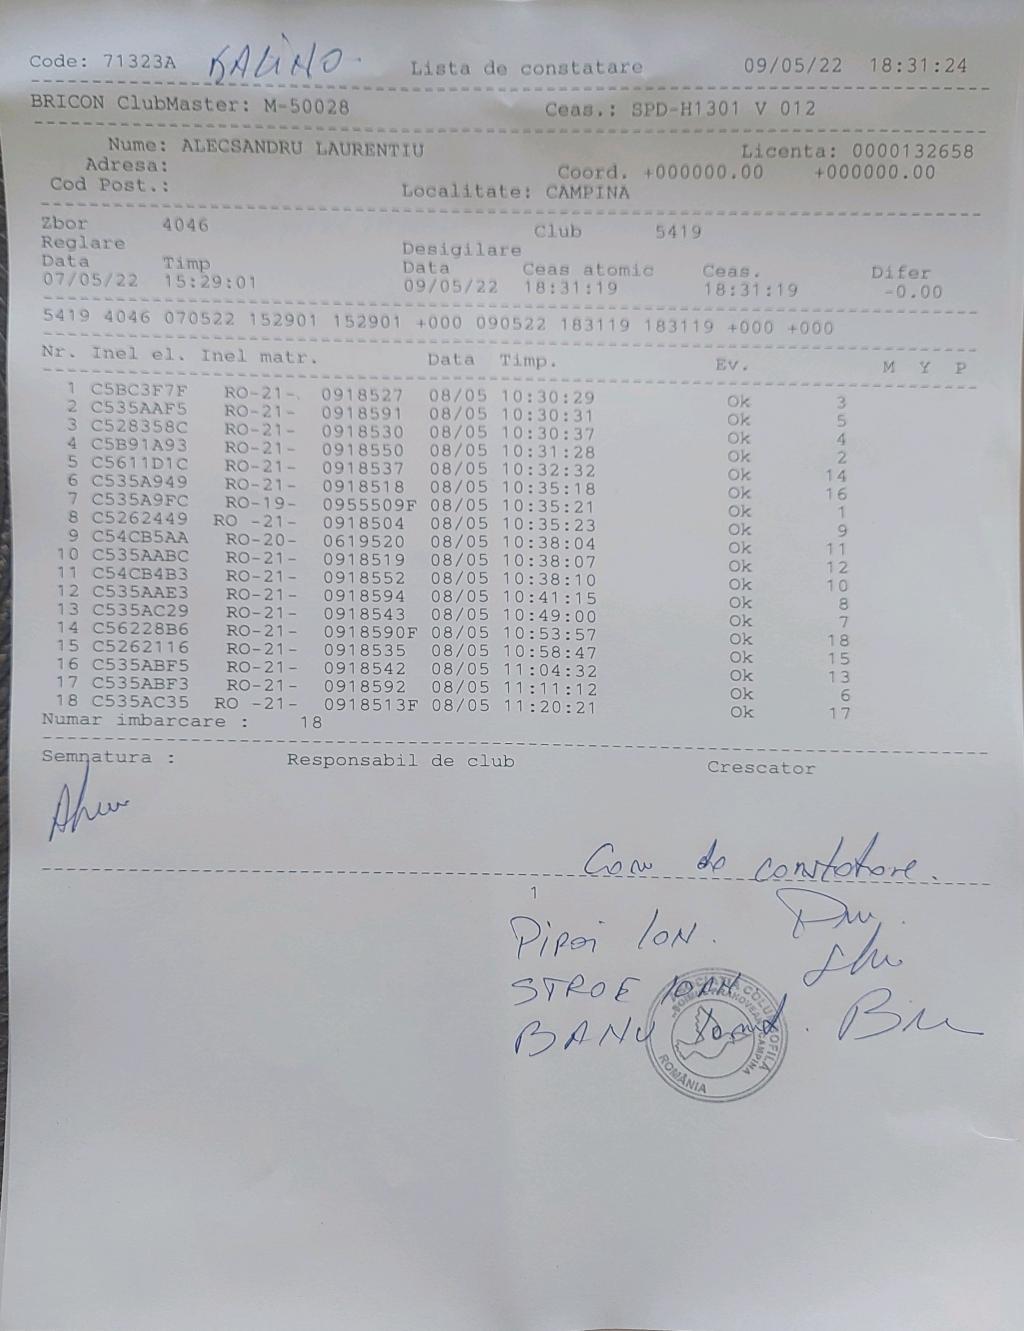 Code: 71323A KALINO Lista de constatare 09/05/22 18:31:24
BRICON ClubMaster: M-50028 Ceas.: SPD-H1301 V 012
Nume: ALECSANDRU LAURENTIU Licenta: 0000132658
Adresa: Coord. +000000.00 +000000.00
Cod Post.: Localitate: CAMPINA
Zbor 4046 Club 5419
Reglare Desigilare
Data Timp Data Ceas atomic Ceas. Difer
07/05/22 15:29:01 09/05/22 18:31:19 18:31:19 -0.00
5419 4046 070522 152901 152901 +000 090522 183119 183119 +000 +000
Nr. Inel el. Inel matr. Data Timp. Ev. M Y P
1 C5BC3F7F RO-21-. 0918527 08/05 10:30:29 Ok 3
2 C535AAF5 RO-21- 0918591 08/05 10:30:31 Ok 5
3 C528358C RO-21- 0918530 08/05 10:30:37 Ok 4
4 C5B91A93 RO-21- 0918550 08/05 10:31:28 Ok 2
5 C5611D1C RO-21- 0918537 08/05 10:32:32 Ok 14
6 C535A949 RO-21- 0918518 08/05 10:35:18 Ok 16
7 C535A9FC RO-19- 0955509F 08/05 10:35:21 Ok 1
8 C5262449 RO -21- 0918504 08/05 10:35:23 Ok 9
9 C54CB5AA RO-20- 0619520 08/05 10:38:04 Ok 11
10 C535AABC RO-21- 0918519 08/05 10:38:07 Ok 12
11 C54CB4B3 RO-21- 0918552 08/05 10:38:10 Ok 10
12 C535AAE3 RO-21- 0918594 08/05 10:41:15 Ok 8
13 C535AC29 RO-21- 0918543 08/05 10:49:00 Ok 7
14 C56228B6 RO-21- 0918590F 08/05 10:53:57 Ok 18
15 C5262116 RO-21- 0918535 08/05 10:58:47 Ok 15
16 C535ABF5 RO-21- 0918542 08/05 11:04:32 Ok 13
17 C535ABF3 RO-21- 0918592 08/05 11:11:12 Ok 6
18 C535AC35 RO -21- 0918513F 08/05 11:20:21 Ok 17
Numar imbarcare : 18
Semnatura : Responsabil de club Crescator
Com de constatare.
1
Pipoi ION.
STROE IOAN
BANU
ROMÂNIA